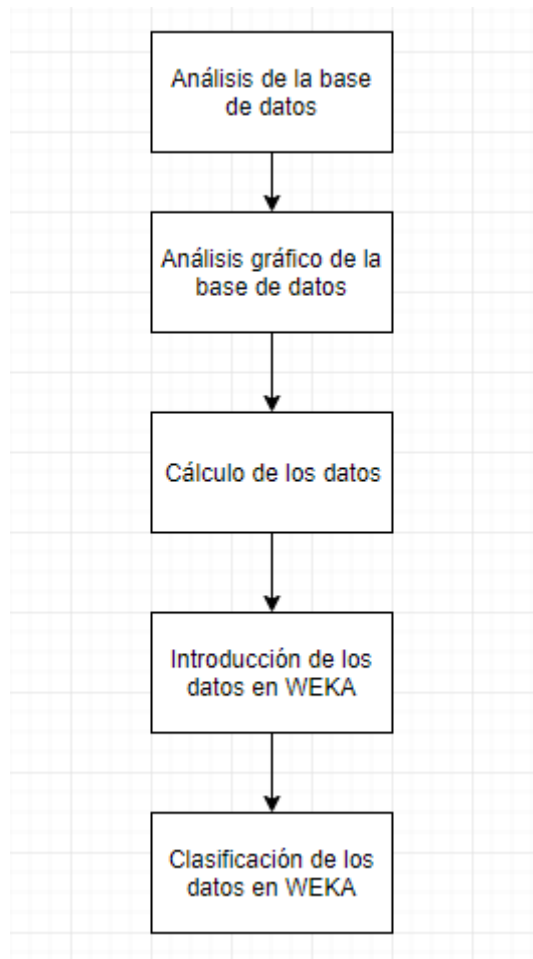 Análisis de la base
de datos
Análisis gráfico de la
base de datos
Cálculo de los datos
Introducción de los
datos en WEKA
Clasificación de los
datos en WEKA